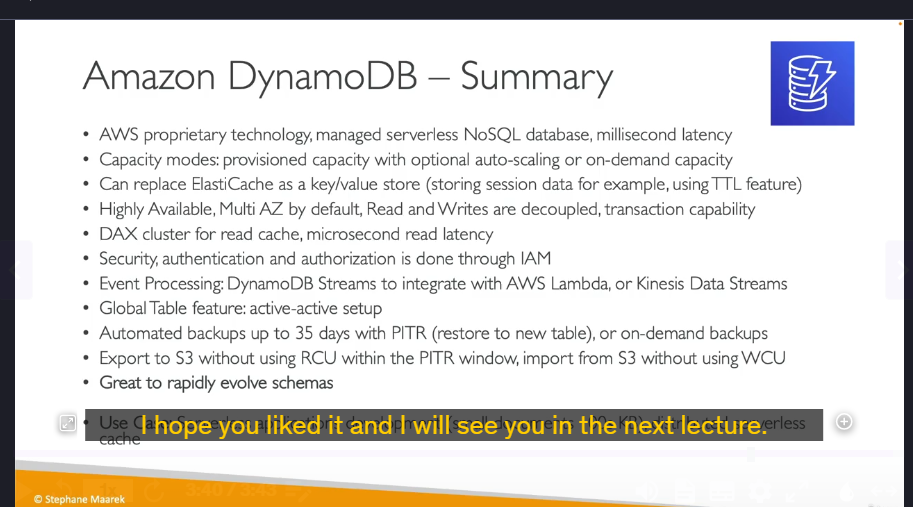 Amazon DynamoDB – Summary
• AWS proprietary technology, managed serverless NoSQL database, millisecond latency
• Capacity modes: provisioned capacity with optional auto-scaling or on-demand capacity
• Can replace ElastiCache as a key/value store (storing session data for example, using TTL feature)
• Highly Available, Multi AZ by default, Read and Writes are decoupled, transaction capability
• DAX cluster for read cache, microsecond read latency
• Security, authentication and authorization is done through IAM
• Event Processing: DynamoDB Streams to integrate with AWS Lambda, or Kinesis Data Streams
• Global Table feature: active-active setup
• Automated backups up to 35 days with PITR (restore to new table), or on-demand backups
• Export to S3 without using RCU within the PITR window, import from S3 without using WCU
• Great to rapidly evolve schemas
• Use Case: Serverless
cache
I hope you liked it and I will see you in the next lecture.
3:40 / 3:43
© Stephane Maarek